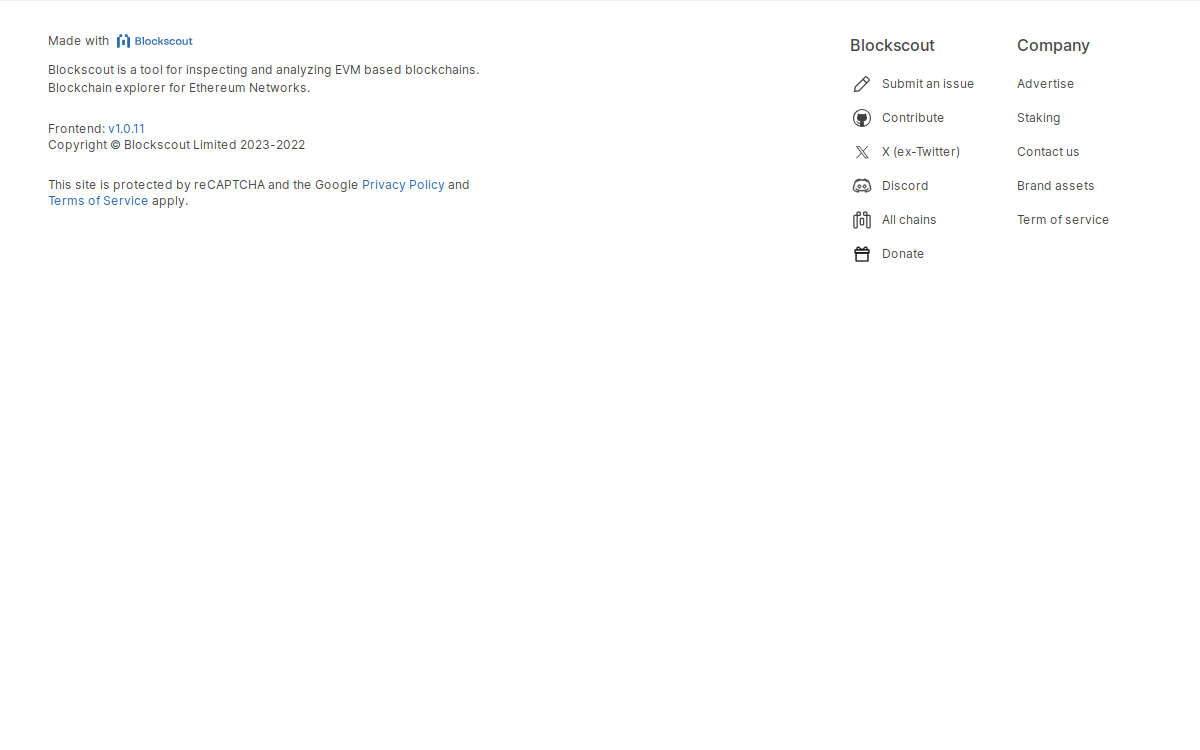 Made with Blockscout
Blockscout is a tool for inspecting and analyzing EVM based blockchains.
Blockchain explorer for Ethereum Networks.
Frontend: v1.0.11
Copyright © Blockscout Limited 2023-2022
This site is protected by reCAPTCHA and the Google Privacy Policy and
Terms of Service apply.
Blockscout
Submit an issue
Contribute
X (ex-Twitter)
Discord
All chains
Donate
Company
Advertise
Staking
Contact us
Brand assets
Term of service